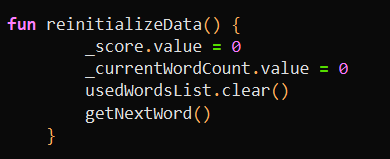 fun reinitializeData() {
        _score.value = 0
        _currentWordCount.value = 0
        usedWordsList.clear()
        getNextWord()
    }